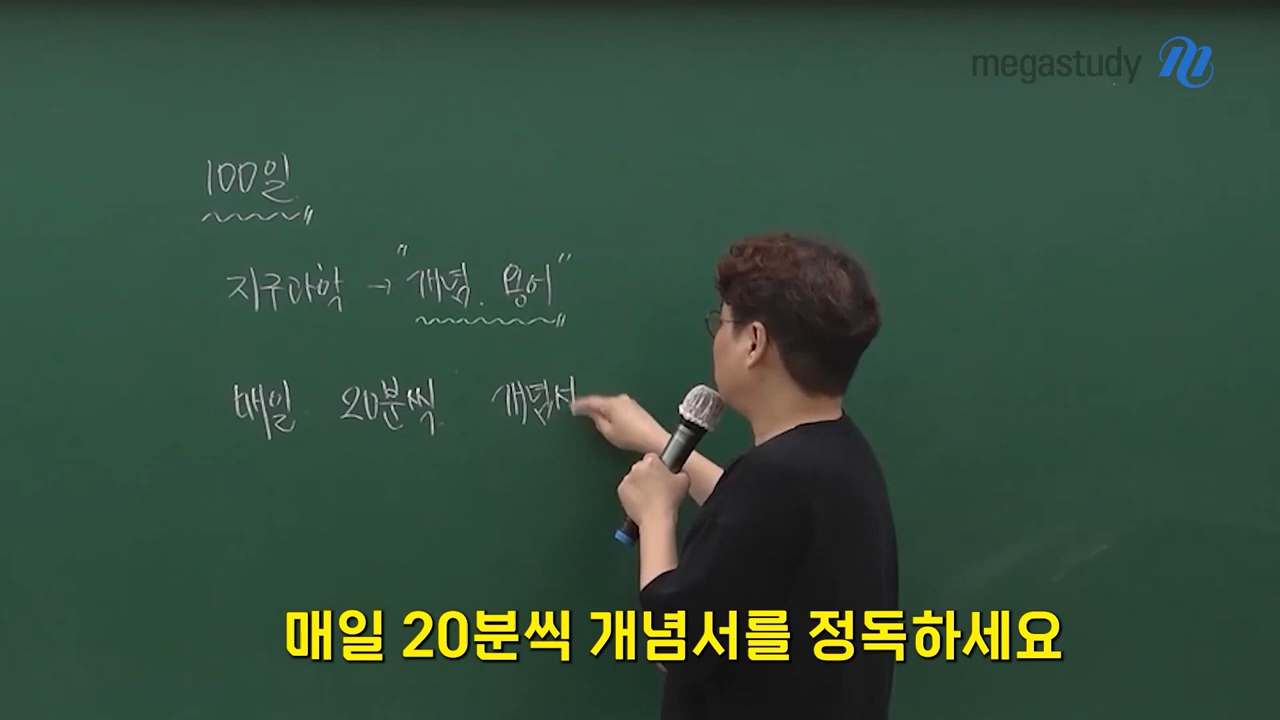 megastudy
100일
지구과학 → "개념. 용어"
매일 20분씩 개념서
매일 20분씩 개념서를 정독하세요